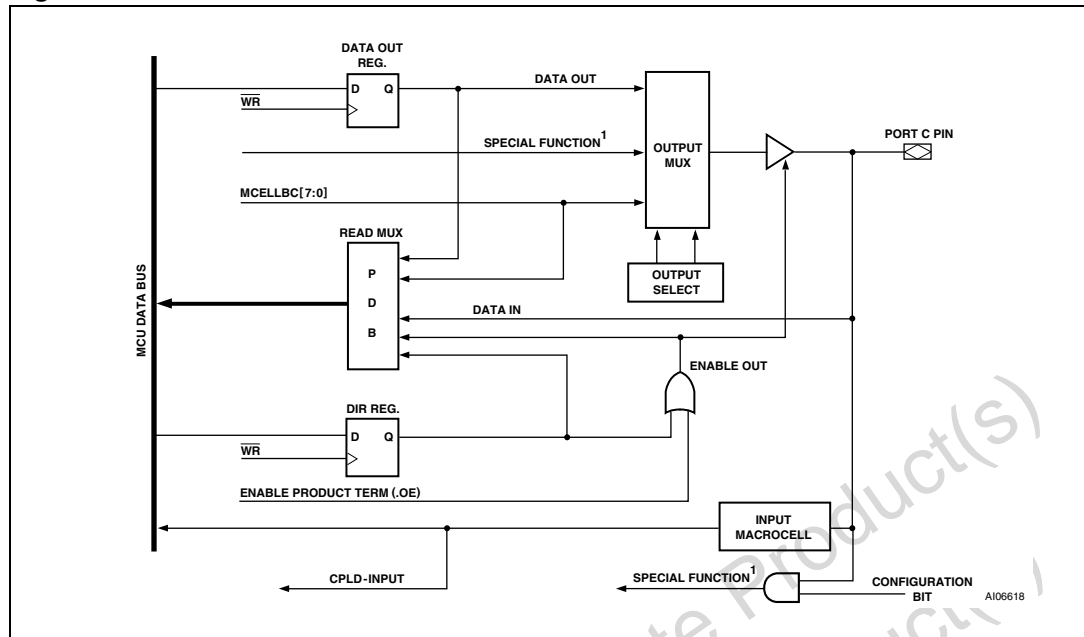 DATA OUT
REG.
D Q
WR
DATA OUT
SPECIAL FUNCTION1
OUTPUT
MUX
PORT C PIN
MCELLBC[7:0]
READ MUX
P
D
B
OUTPUT
SELECT
MCU DATA BUS
DATA IN
ENABLE OUT
DIR REG.
D Q
WR
ENABLE PRODUCT TERM (.OE)
INPUT
MACROCELL
CPLD-INPUT
SPECIAL FUNCTION1
CONFIGURATION
BIT
AI06618
Product(s)